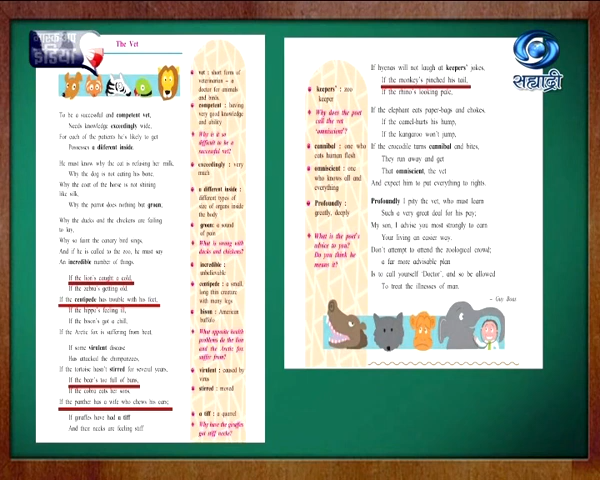 मास्क अप
इंडिया
सह्याद्री
The Vet
To be a successful and competent vet,
Needs knowledge exceedingly wide,
For each of the patients he's likely to get
Possesses a different inside.
He must know why the cat is refusing her milk,
Why the dog is not eating his bone,
Why the coat of the horse is not shining
like silk,
Why the parrot does nothing but groan;
Why the ducks and the chickens are failing
to lay,
Why so faint the canary bird sings,
And if he is called to the zoo, he must say
An incredible number of things.
If the lion's caught a cold,
If the zebra's getting old
If the centipede has trouble with his feet,
If the hippo's feeling ill,
If the bison's got a chill,
If the Arctic fox is suffering from heat,
If some virulent disease
Has attacked the chimpanzees,
If the tortoise hasn't stirred for several years,
If the bear's too full of buns,
If the cobra eats her sons
If the panther has a wife who chews his ears;
If giraffes have had a tiff
And their necks are feeling stiff
vet : short form of
veterinarian – a
doctor for animals
and birds.
competent : having
very good knowledge
and ability
Why is it so
difficult to be a
successful vet?
exceedingly : very
much
a different inside :
different types of
size of organs inside
the body
groan: a sound
of pain
What is wrong with
ducks and chickens?
incredible :
unbelievable
centipede : a small
long thin creature
with many legs
bison : American
buffalo
What opposite health
problems do the lion
and the Arctic fox
suffer from?
virulent : caused by
virus
stirred : moved
a tiff : a quarrel
Why have the giraffes
got stiff necks?
keepers' : zoo
keeper
Why does the poet
call the vet
'omniscient'?
cannibal : one who
eats human flesh
omniscient : one
who knows all and
everything
Profoundly :
greatly, deeply
What is the poet's
advice to you?
Do you think he
means it?
If hyenas will not laugh at keepers' jokes,
If the monkey's pinched his tail,
If the rhino's looking pale,
If the elephant eats paper-bags and chokes.
If the camel-hurts his hump,
If the kangaroo won't jump,
If the crocodile turns cannibal and bites,
They run away and get
That omniscient, the vet
And expect him to put everything to rights.
Profoundly I pity the vet, who must learn
Such a very great deal for his pay;
My son, I advise you most strongly to earn
Your living an easier way.
Don't attempt to attend the zoological crowd;
a far more advisable plan
Is to call yourself 'Doctor', and so be allowed
To treat the illnesses of man.
– Guy Boas